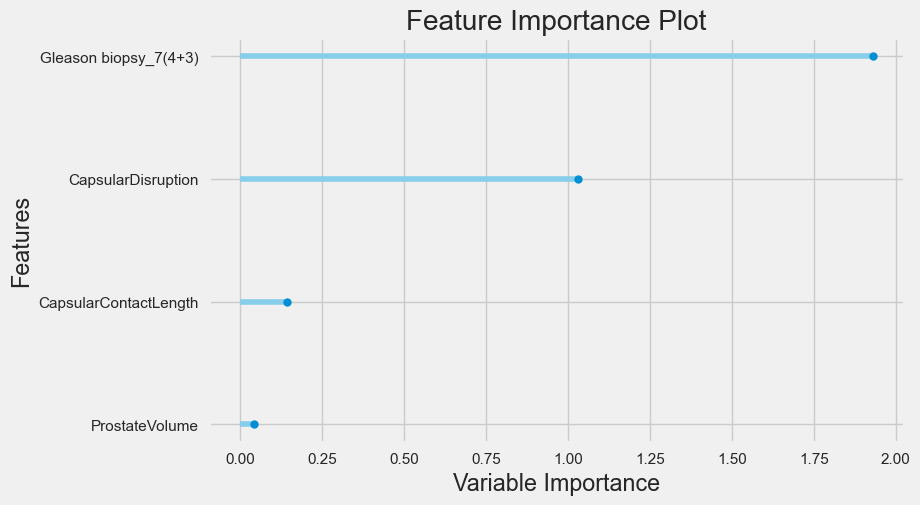 Feature Importance Plot
Gleason biopsy_7(4+3)
CapsularDisruption
CapsularContactLength
ProstateVolume
Features
0.00 0.25 0.50 0.75 1.00 1.25 1.50 1.75 2.00
Variable Importance